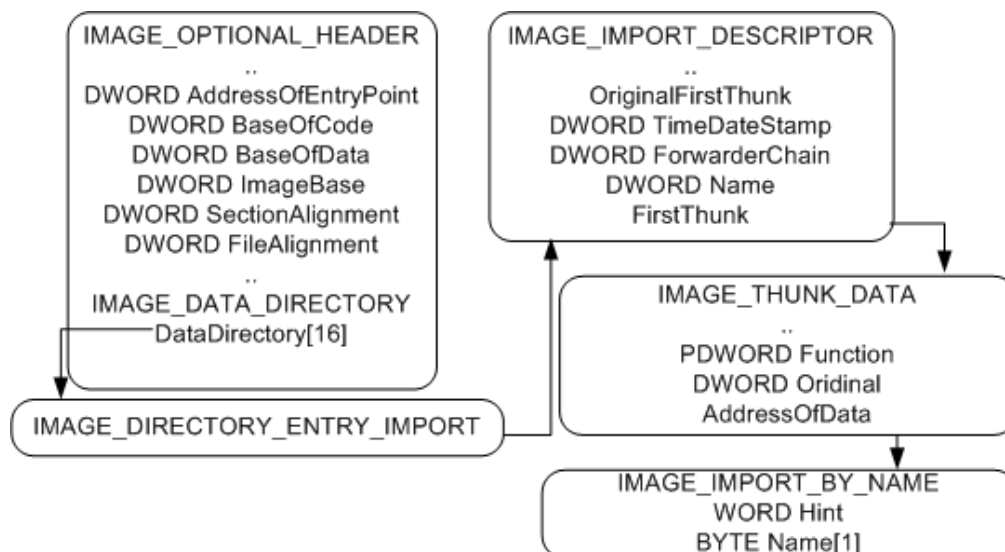 IMAGE_OPTIONAL_HEADER
..
DWORD AddressOfEntryPoint
DWORD BaseOfCode
DWORD BaseOfData
DWORD ImageBase
DWORD SectionAlignment
DWORD FileAlignment
..
IMAGE_DATA_DIRECTORY
DataDirectory[16]
IMAGE_DIRECTORY_ENTRY_IMPORT
IMAGE_IMPORT_DESCRIPTOR
..
OriginalFirstThunk
DWORD TimeDateStamp
DWORD ForwarderChain
DWORD Name
FirstThunk
IMAGE_THUNK_DATA
..
PDWORD Function
DWORD Oridinal
AddressOfData
IMAGE_IMPORT_BY_NAME
WORD Hint
BYTE Name[1]